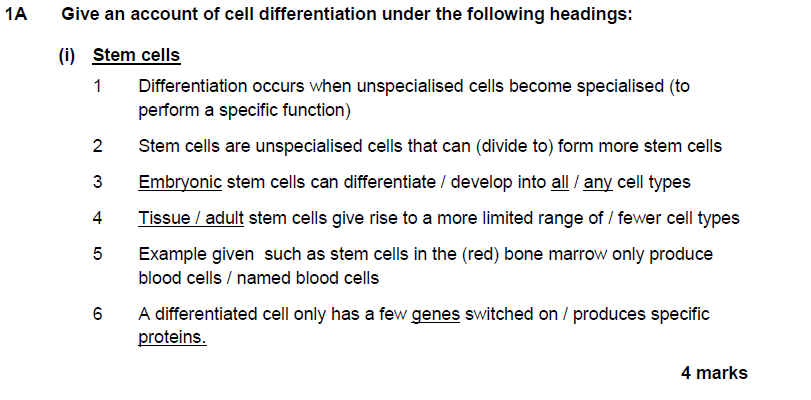 1A Give an account of cell differentiation under the following headings:
(i) Stem cells
1 Differentiation occurs when unspecialised cells become specialised (to
perform a specific function)
2 Stem cells are unspecialised cells that can (divide to) form more stem cells
3 Embryonic stem cells can differentiate / develop into all / any cell types
4 Tissue / adult stem cells give rise to a more limited range of / fewer cell types
5 Example given such as stem cells in the (red) bone marrow only produce
blood cells / named blood cells
6 A differentiated cell only has a few genes switched on / produces specific
proteins.
4 marks